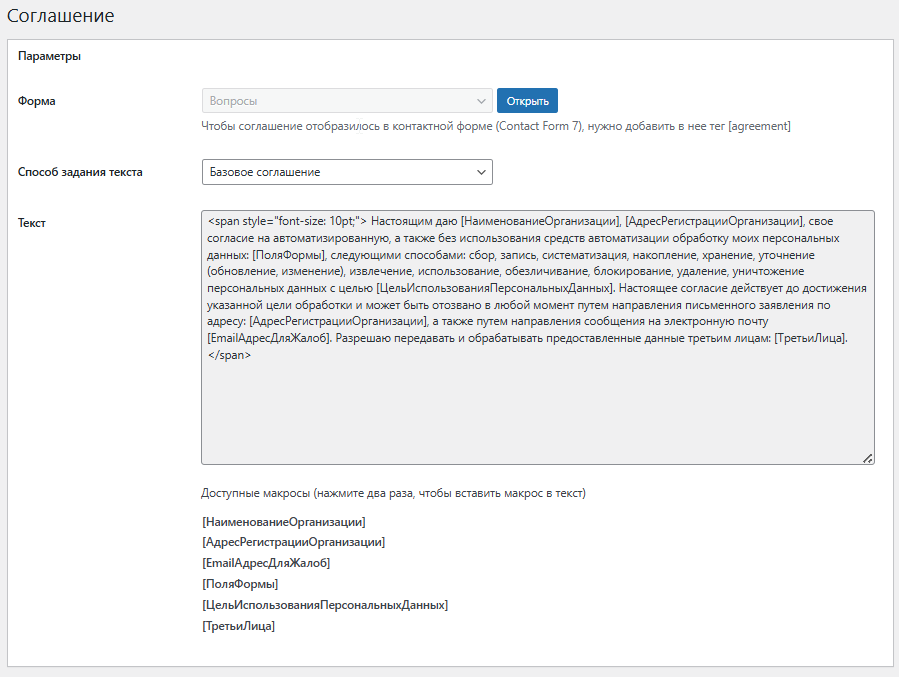 Соглашение
Параметры
Форма
Вопросы
Открыть
Чтобы соглашение отобразилось в контактной форме (Contact Form 7), нужно добавить в нее тег [agreement]
Способ задания текста
Базовое соглашение
Текст
<span style="font-size: 10pt;"> Настоящим даю [НаименованиеОрганизации], [АдресРегистрацииОрганизации], свое
согласие на автоматизированную, а также без использования средств автоматизации обработку моих персональных
данных: [ПоляФормы], следующими способами: сбор, запись, систематизация, накопление, хранение, уточнение
(обновление, изменение), извлечение, использование, обезличивание, блокирование, удаление, уничтожение
персональных данных с целью [ЦельИспользованияПерсональныхДанных]. Настоящее согласие действует до достижения
указанной цели обработки и может быть отозвано в любой момент путем направления письменного заявления по
адресу: [АдресРегистрацииОрганизации], а также путем направления сообщения на электронную почту
[EmailАдресДляЖалоб]. Разрешаю передавать и обрабатывать предоставленные данные третьим лицам: [ТретьиЛица].
</span>
Доступные макросы (нажмите два раза, чтобы вставить макрос в текст)
[НаименованиеОрганизации]
[АдресРегистрацииОрганизации]
[EmailАдресДляЖалоб]
[ПоляФормы]
[ЦельИспользованияПерсональныхДанных]
[ТретьиЛица]